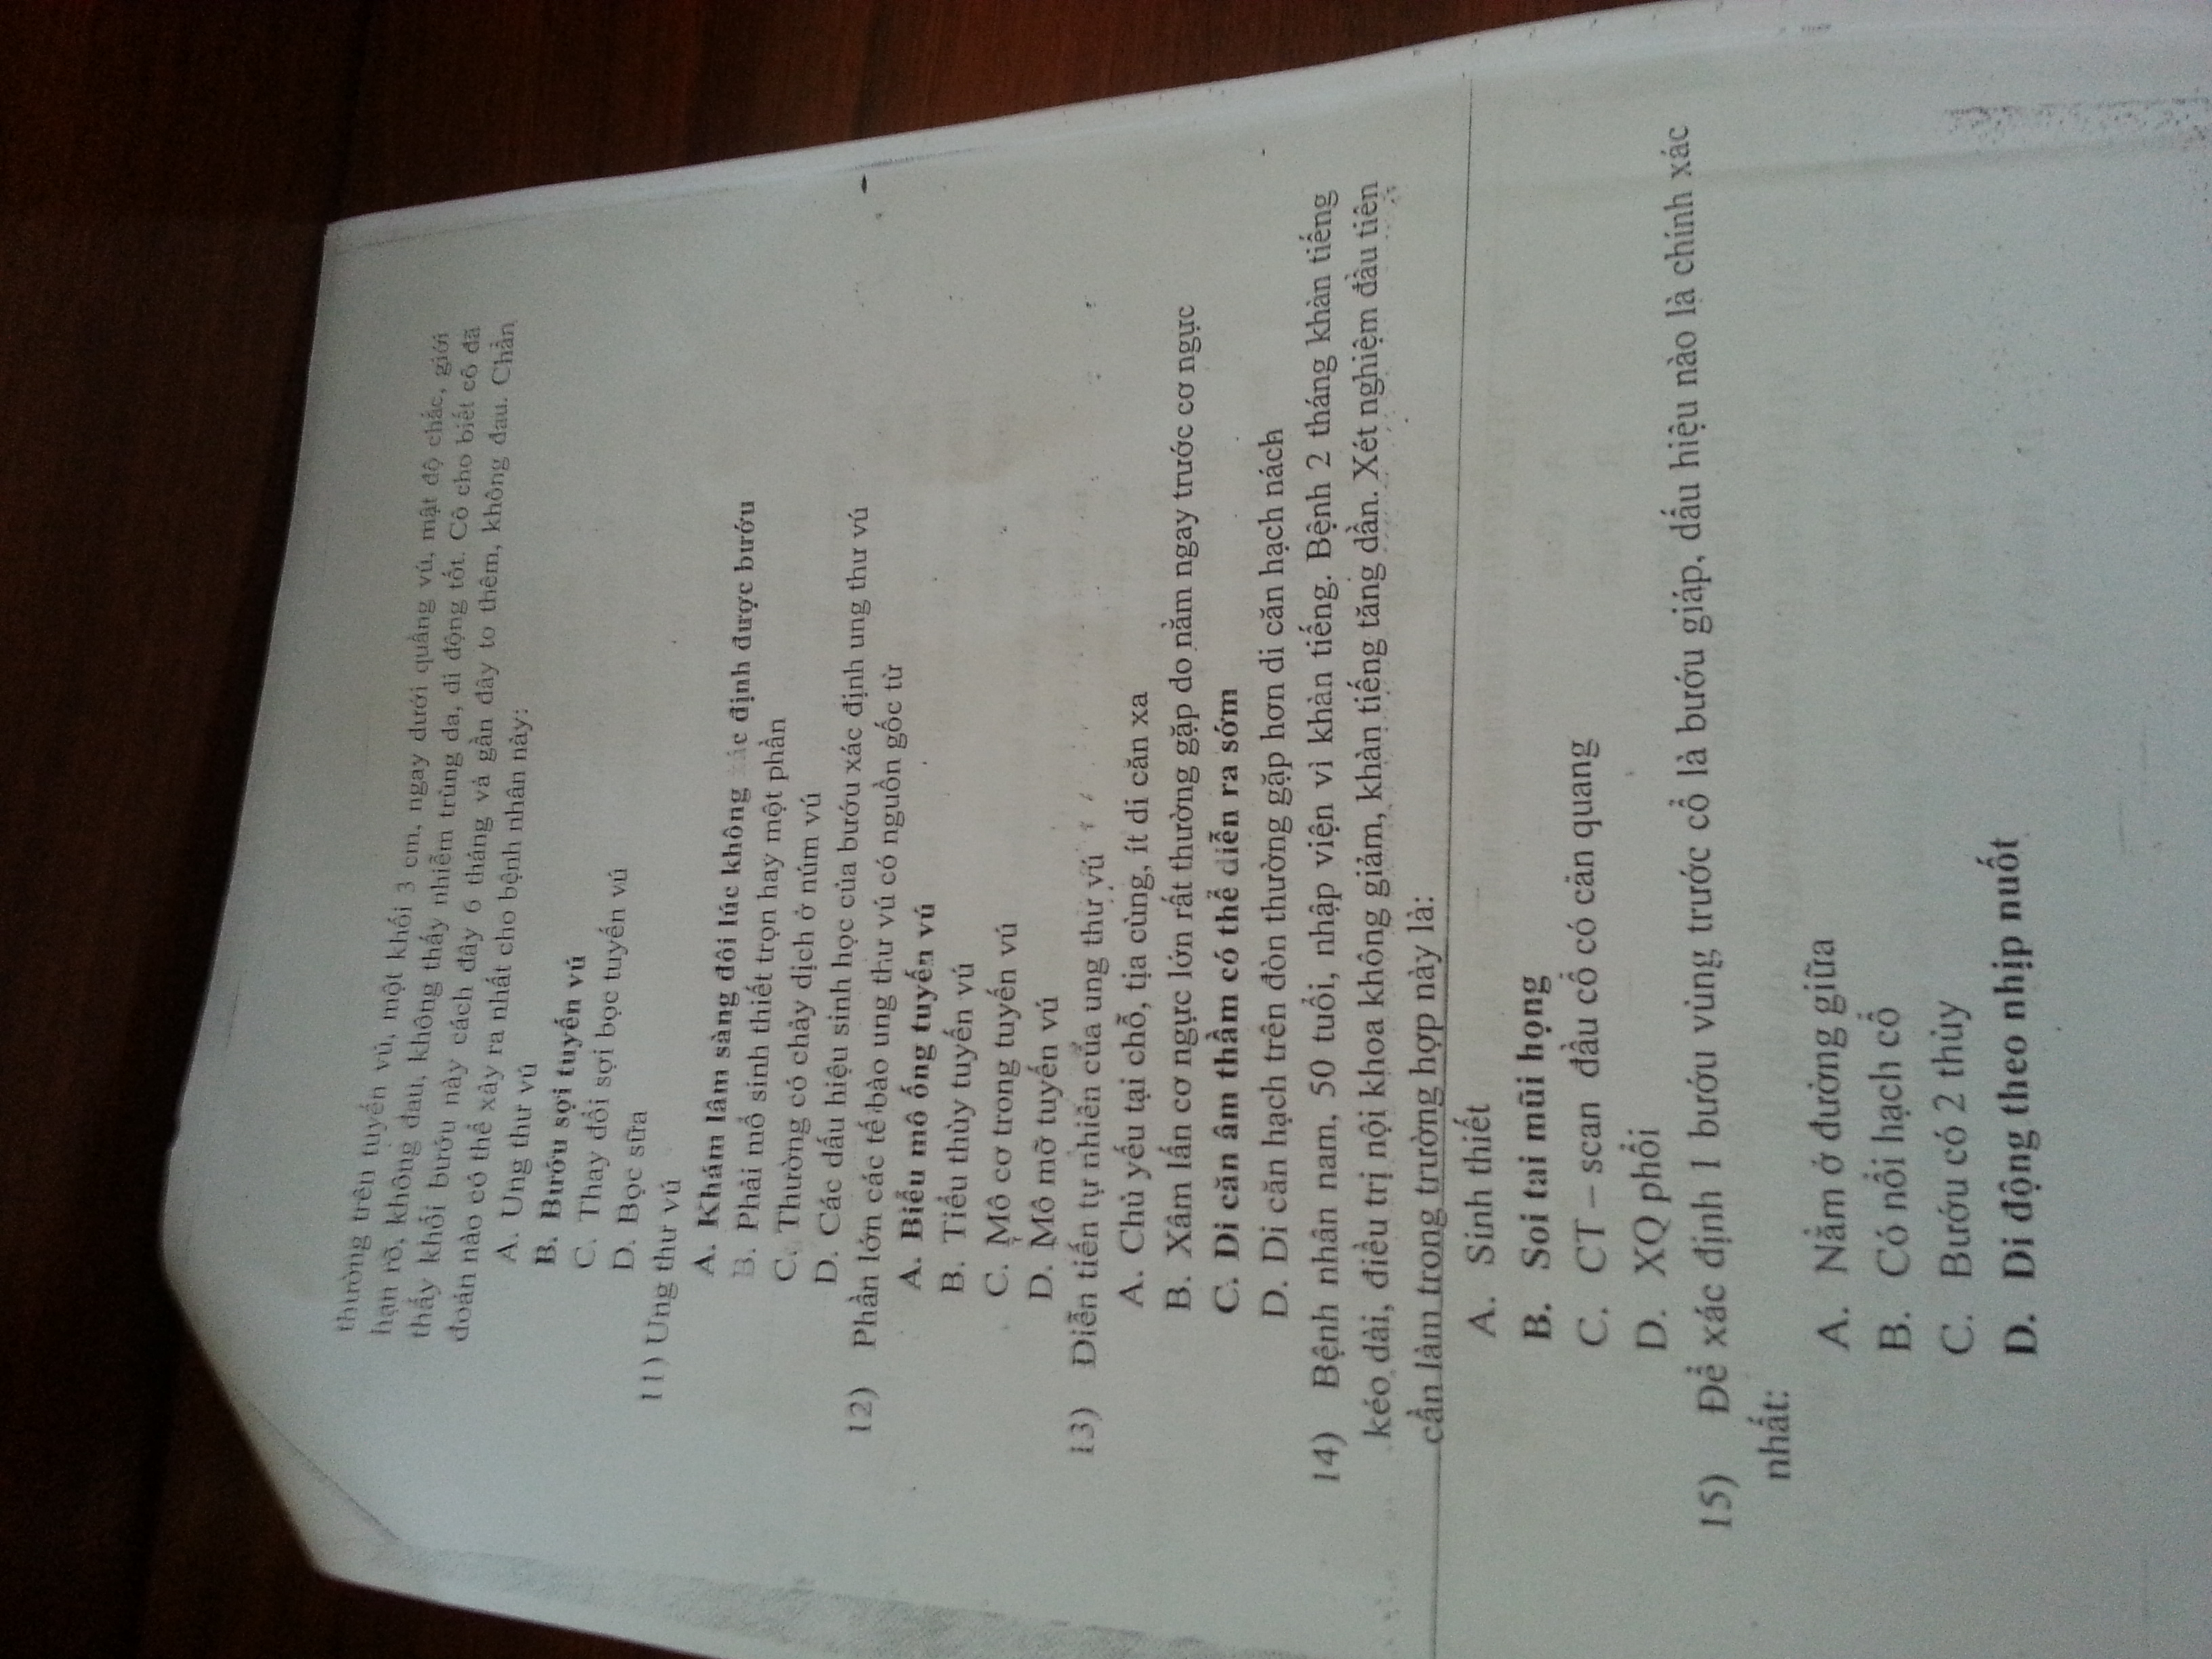 thường trên tuyến vú, một khối 3 cm, ngay dưới quầng vú, mật độ chắc, giới
hạn rõ, không đau, không thấy nhiễm trùng da, di động tốt. Cô cho biết cô đã
thấy khối bướu này cách đây 6 tháng và gần đây to thêm, không đau. Chẩn
đoán nào có thể xảy ra nhất cho bệnh nhân này:
A. Ung thư vú
B. Bướu sợi tuyến vú
C. Thay đổi sợi bọc tuyến vú
D. Bọc sữa
11) Ung thư vú
A. Khám lâm sàng đôi lúc không xác định được bướu
B. Phải mổ sinh thiết trọn hay một phần
C. Thường có chảy dịch ở núm vú
D. Các dấu hiệu sinh học của bướu xác định ung thư vú
12) Phần lớn các tế bào ung thư vú có nguồn gốc từ
A. Biểu mô ống tuyến vú
B. Tiểu thùy tuyến vú
C. Mô cơ trong tuyến vú
D. Mô mỡ tuyến vú
13) Diễn tiến tự nhiên của ung thư vú
A. Chủ yếu tại chỗ, tịa cùng, ít di căn xa
B. Xâm lấn cơ ngực lớn rất thường gặp do nằm ngay trước cơ ngực
C. Di căn âm thầm có thể diễn ra sớm
D. Di căn hạch trên đòn thường gặp hơn di căn hạch nách
14) Bệnh nhân nam, 50 tuổi, nhập viện vì khàn tiếng. Bệnh 2 tháng khàn tiếng
kéo dài, điều trị nội khoa không giảm, khàn tiếng tăng dần. Xét nghiệm đầu tiên
cần làm trong trường hợp này là:
A. Sinh thiết
B. Soi tai mũi họng
C. CT – scan đầu cổ có cản quang
D. XQ phổi
15) Để xác định 1 bướu vùng trước cổ là bướu giáp, dấu hiệu nào là chính xác
nhất:
A. Nằm ở đường giữa
B. Có nổi hạch cổ
C. Bướu có 2 thùy
D. Di động theo nhịp nuốt